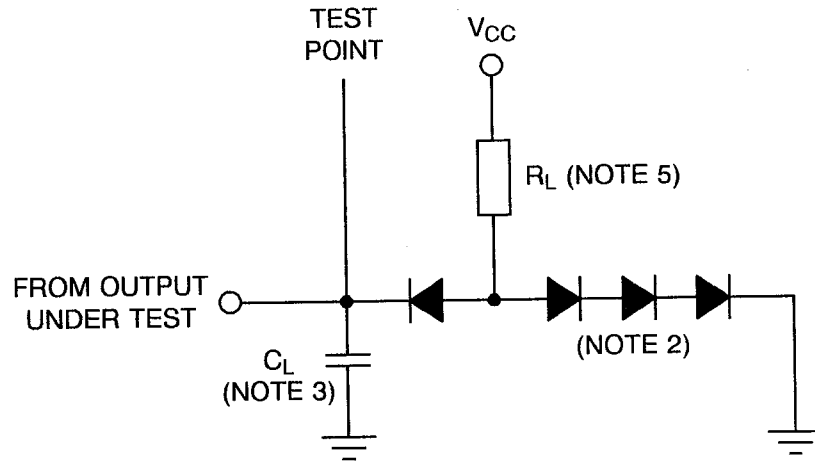 TEST
POINT
VCC
RL (NOTE 5)
FROM OUTPUT
UNDER TEST
(NOTE 2)
CL
(NOTE 3)